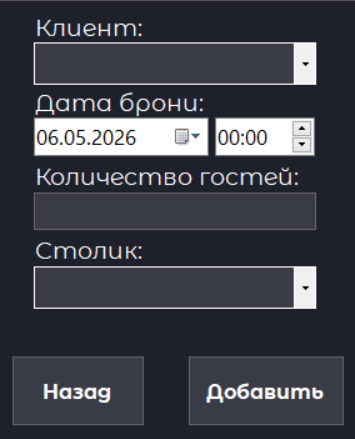 Клиент:
Дата брони:
06.05.2026 00:00
Количество гостей:
Столик:
Назад Добавить